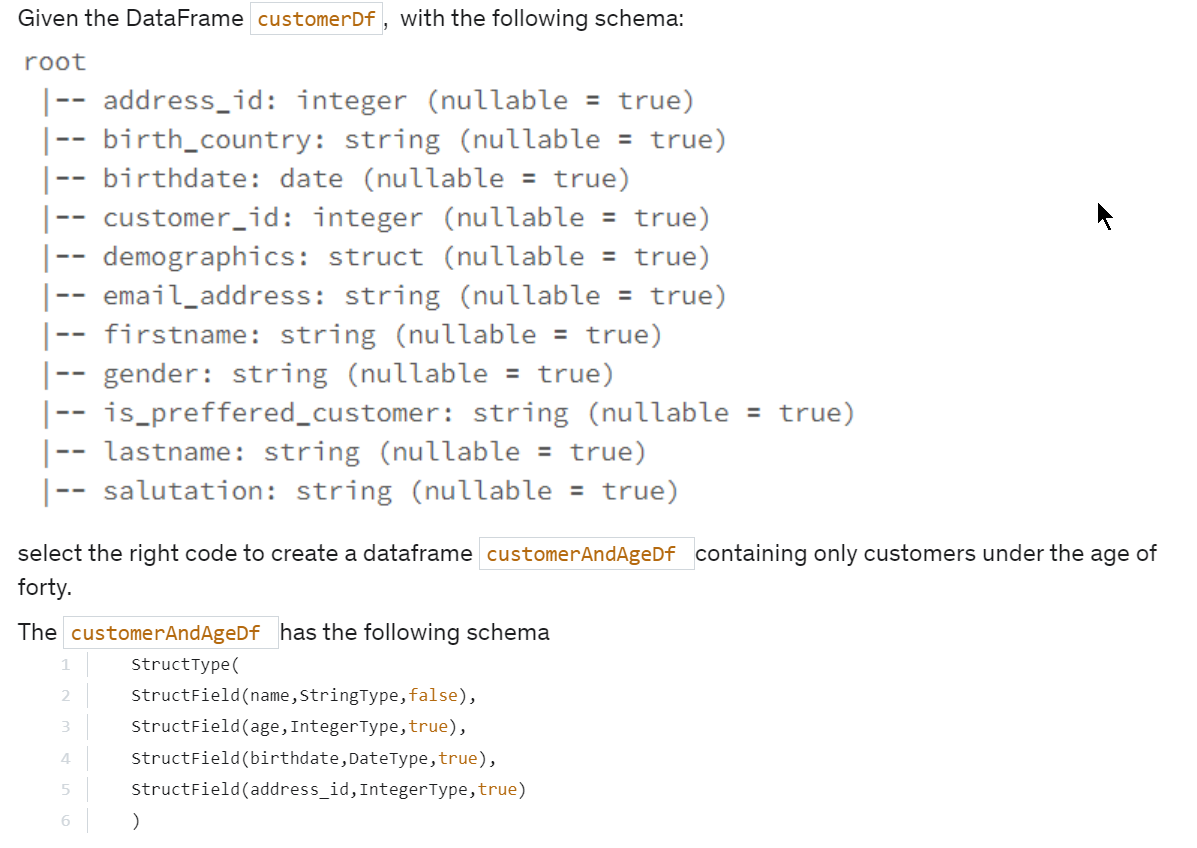 Given the DataFrame customerDf, with the following schema:
root
|-- address_id: integer (nullable = true)
|-- birth_country: string (nullable = true)
|-- birthdate: date (nullable = true)
|-- customer_id: integer (nullable = true)
|-- demographics: struct (nullable = true)
|-- email_address: string (nullable = true)
|-- firstname: string (nullable = true)
|-- gender: string (nullable = true)
|-- is_preffered_customer: string (nullable = true)
|-- lastname: string (nullable = true)
|-- salutation: string (nullable = true)
select the right code to create a dataframe customerAndAgeDf containing only customers under the age of
forty.
The customerAndAgeDf has the following schema
1 StructType(
2 StructField(name,StringType,false),
3 StructField(age,IntegerType,true),
4 StructField(birthdate,DateType,true),
5 StructField(address_id,IntegerType,true)
6 )